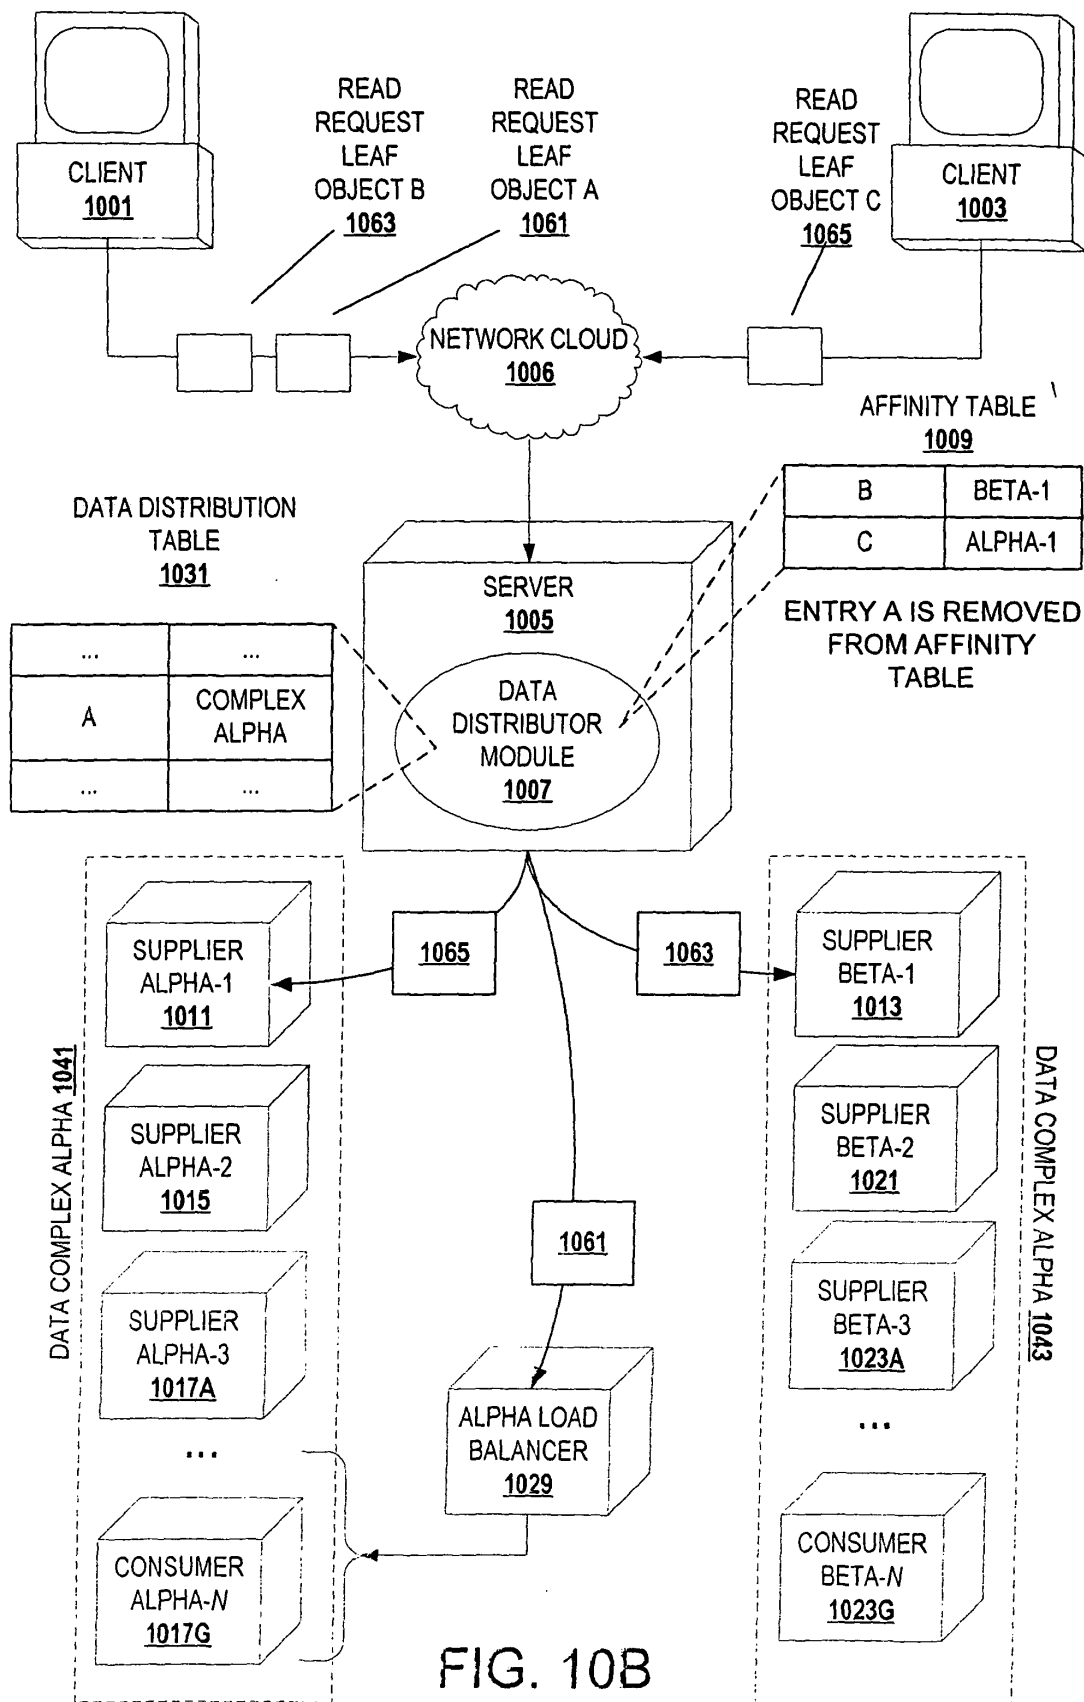 CLIENT
1001
READ
REQUEST
LEAF
OBJECT B
1063
READ
REQUEST
LEAF
OBJECT A
1061
READ
REQUEST
LEAF
OBJECT C
1065
CLIENT
1003
NETWORK CLOUD
1006
AFFINITY TABLE
1009
B BETA-1
C ALPHA-1
ENTRY A IS REMOVED
FROM AFFINITY
TABLE
DATA DISTRIBUTION
TABLE
1031
... ...
A COMPLEX
ALPHA
... ...
SERVER
1005
DATA
DISTRIBUTOR
MODULE
1007
1065
1063
1061
DATA COMPLEX ALPHA 1041
SUPPLIER
ALPHA-1
1011
SUPPLIER
ALPHA-2
1015
SUPPLIER
ALPHA-3
1017A
...
CONSUMER
ALPHA-N
1017G
ALPHA LOAD
BALANCER
1029
SUPPLIER
BETA-1
1013
SUPPLIER
BETA-2
1021
SUPPLIER
BETA-3
1023A
...
CONSUMER
BETA-N
1023G
DATA COMPLEX ALPHA 1043
FIG. 10B